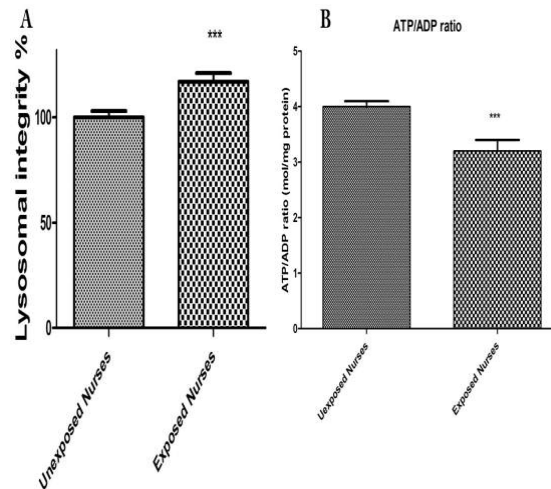 A
Lysosomal integrity %
100
50
0
***
Unexposed Nurses
Exposed Nurses
B
ATP/ADP ratio
ATP/ADP ratio (mol/mg protein)
5
4
3
2
1
0
***
Uexposed Nurses
Exposed Nurses